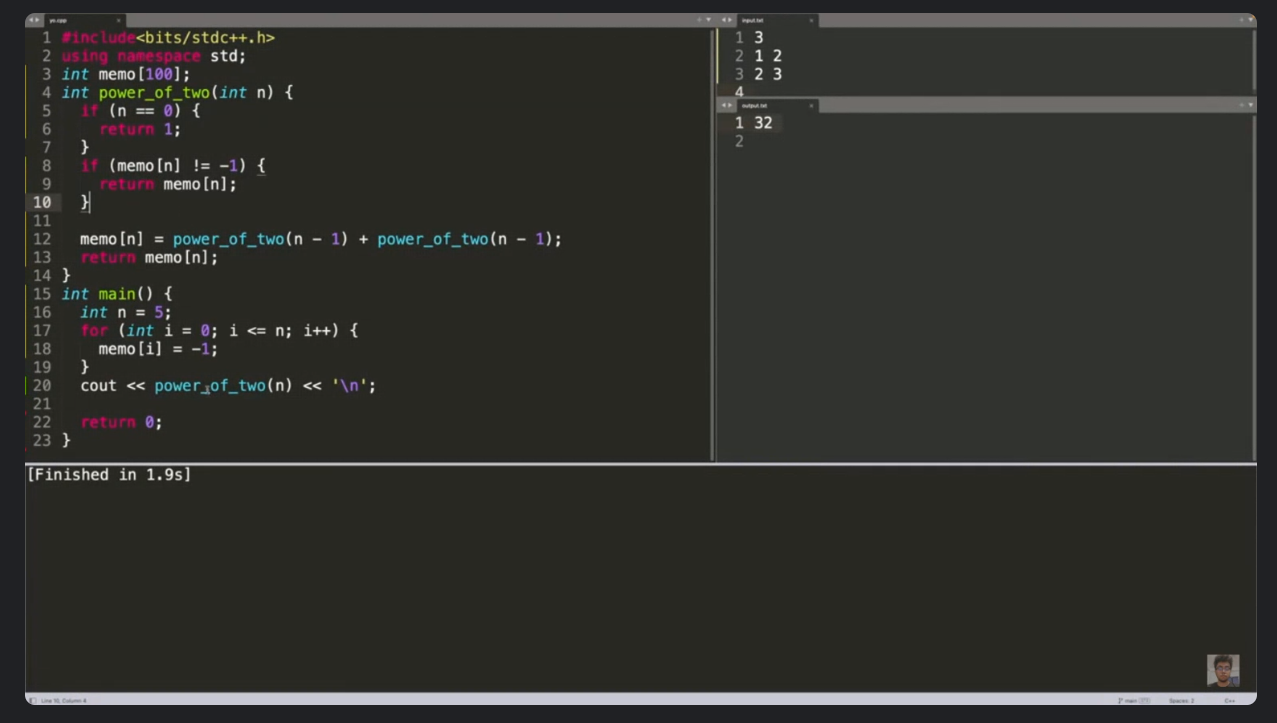 yo.cpp
1 #include<bits/stdc++.h>
2 using namespace std;
3 int memo[100];
4 int power_of_two(int n) {
5 if (n == 0) {
6 return 1;
7 }
8 if (memo[n] != -1) {
9 return memo[n];
10 }
11
12 memo[n] = power_of_two(n - 1) + power_of_two(n - 1);
13 return memo[n];
14 }
15 int main() {
16 int n = 5;
17 for (int i = 0; i <= n; i++) {
18 memo[i] = -1;
19 }
20 cout << power_of_two(n) << '\n';
21
22 return 0;
23 }
input.txt
1 3
2 1 2
3 2 3
4
output.txt
1 32
2
[Finished in 1.9s]
Line 10, Column 4
main
Spaces: 2
C++